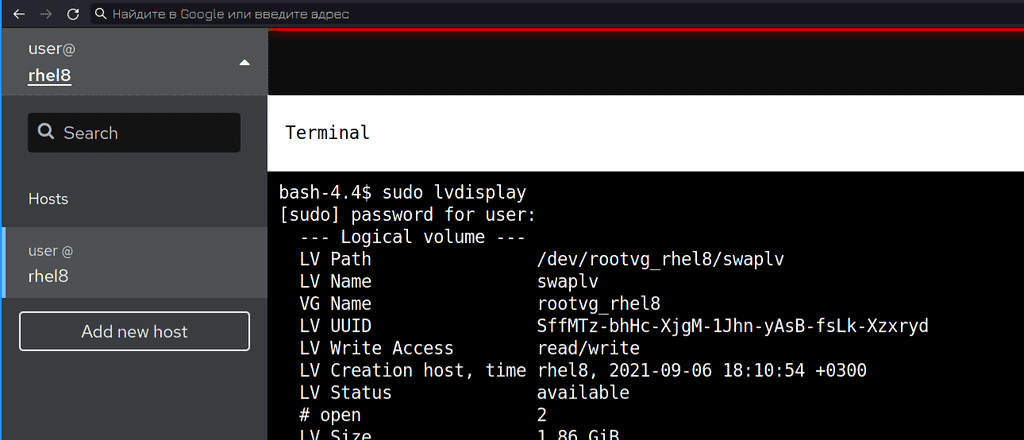 Найдите в Google или введите адрес
user@
rhel8
Search
Hosts
user @
rhel8
Add new host
Terminal
bash-4.4$ sudo lvdisplay
[sudo] password for user:
--- Logical volume ---
LV Path /dev/rootvg_rhel8/swaplv
LV Name swaplv
VG Name rootvg_rhel8
LV UUID SffMTz-bhHc-XjgM-1Jhn-yAsB-fsLk-Xzxryd
LV Write Access read/write
LV Creation host, time rhel8, 2021-09-06 18:10:54 +0300
LV Status available
# open 2
LV Size 1.86 GiB